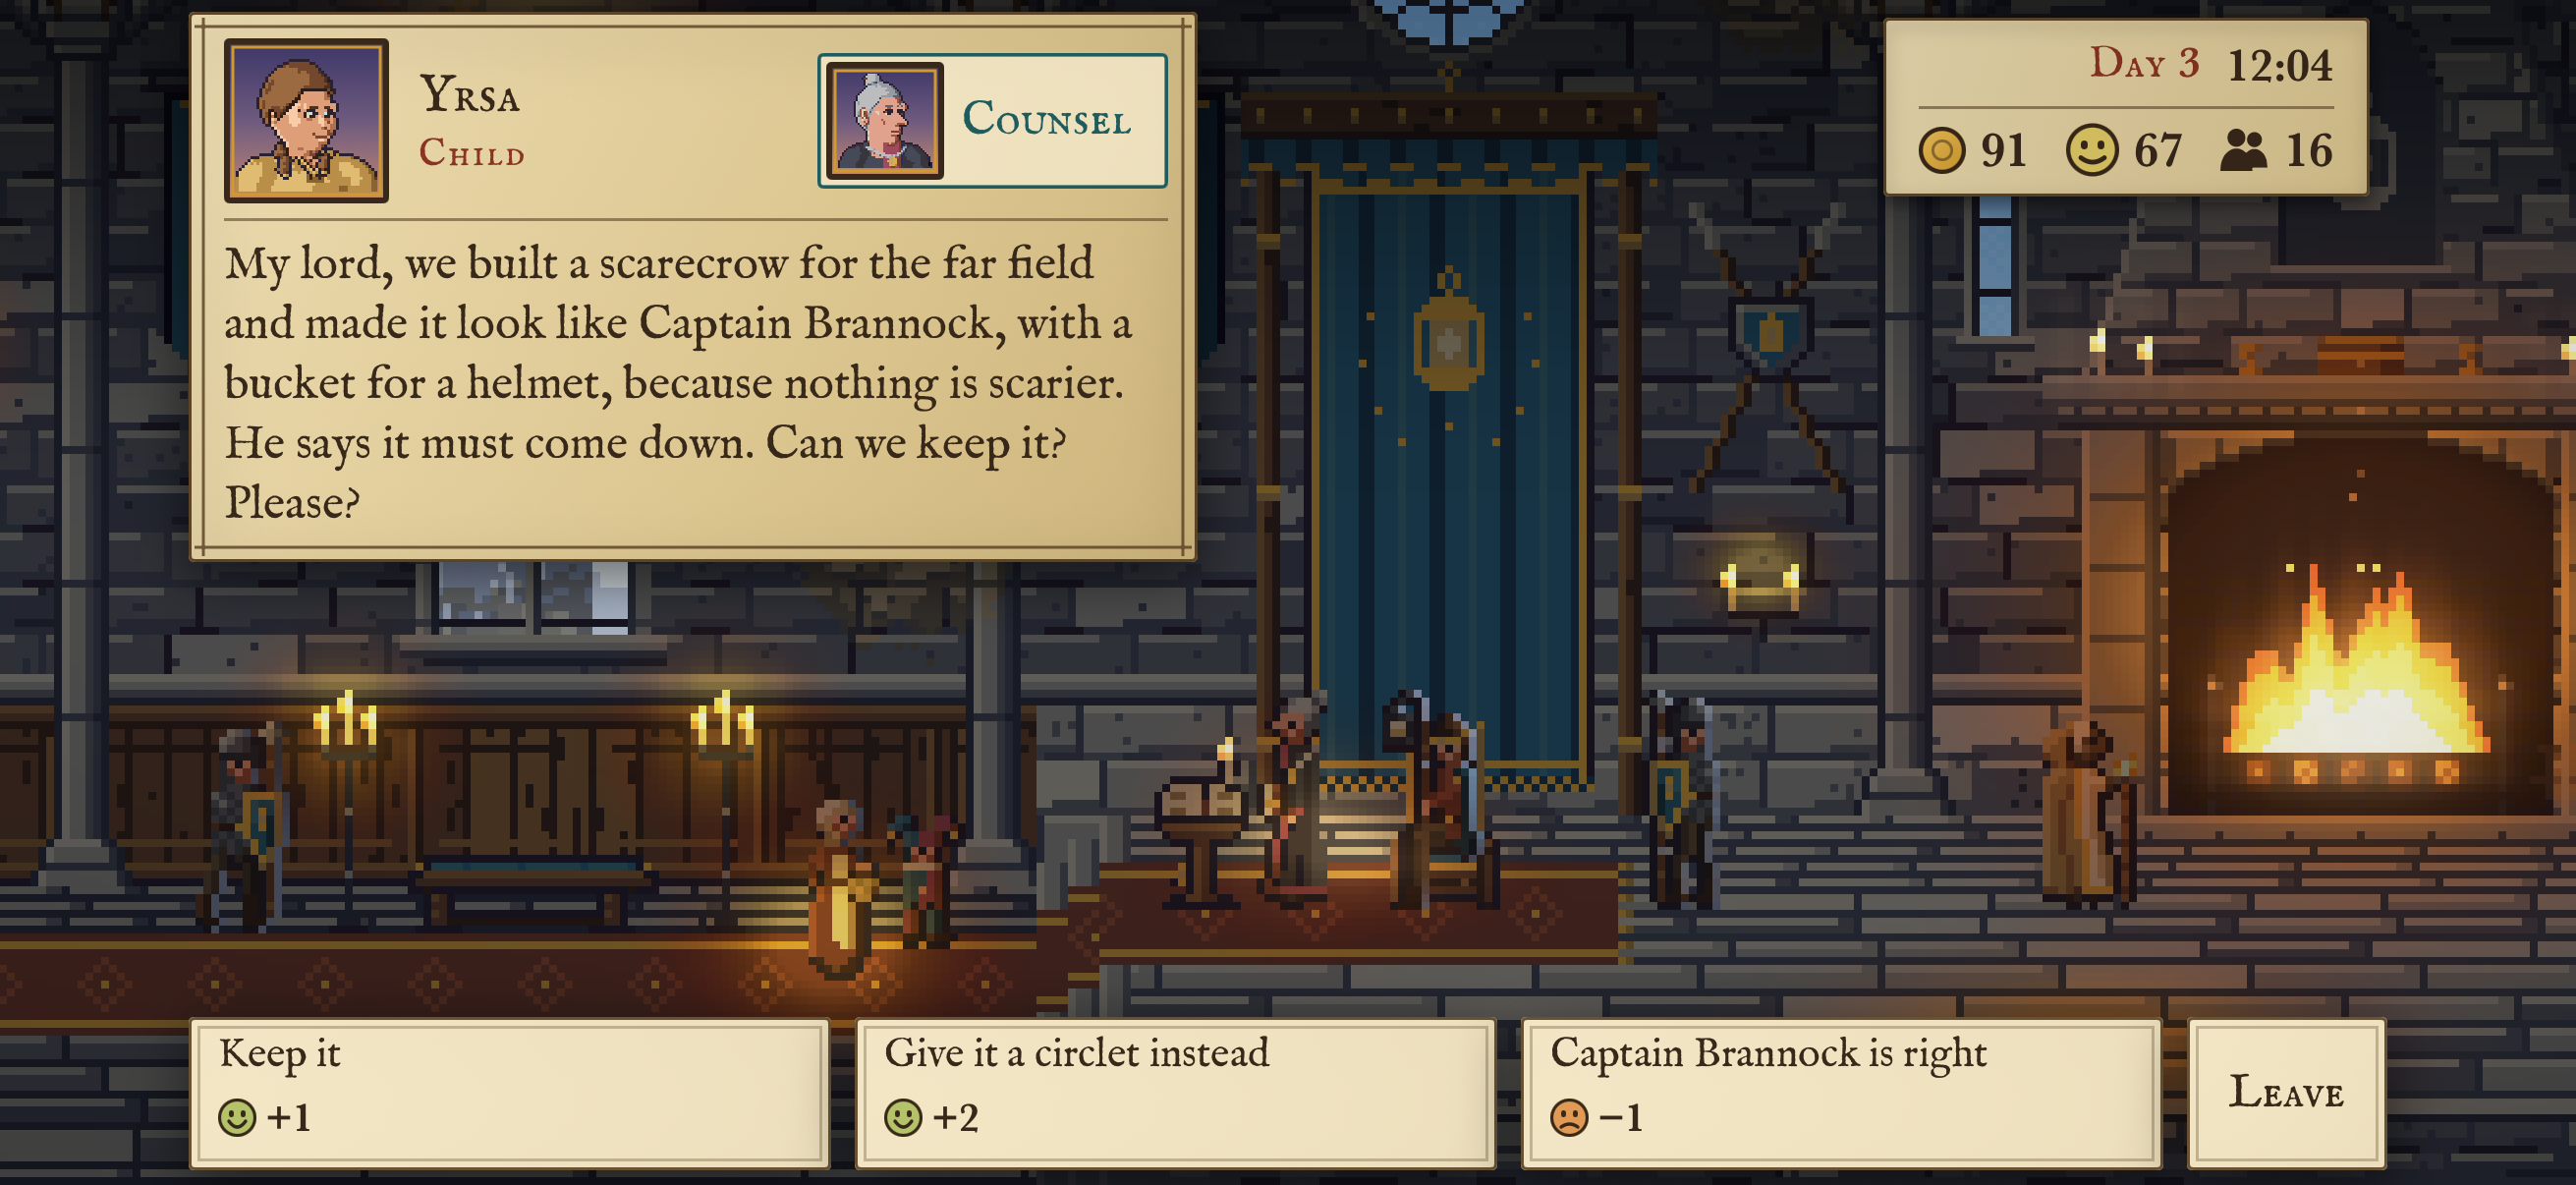 Yrsa
Child
Counsel
My lord, we built a scarecrow for the far field
and made it look like Captain Brannock, with a
bucket for a helmet, because nothing is scarier.
He says it must come down. Can we keep it?
Please?
Day 3 12:04
91 67 16
Keep it
+1
Give it a circlet instead
+2
Captain Brannock is right
−1
Leave